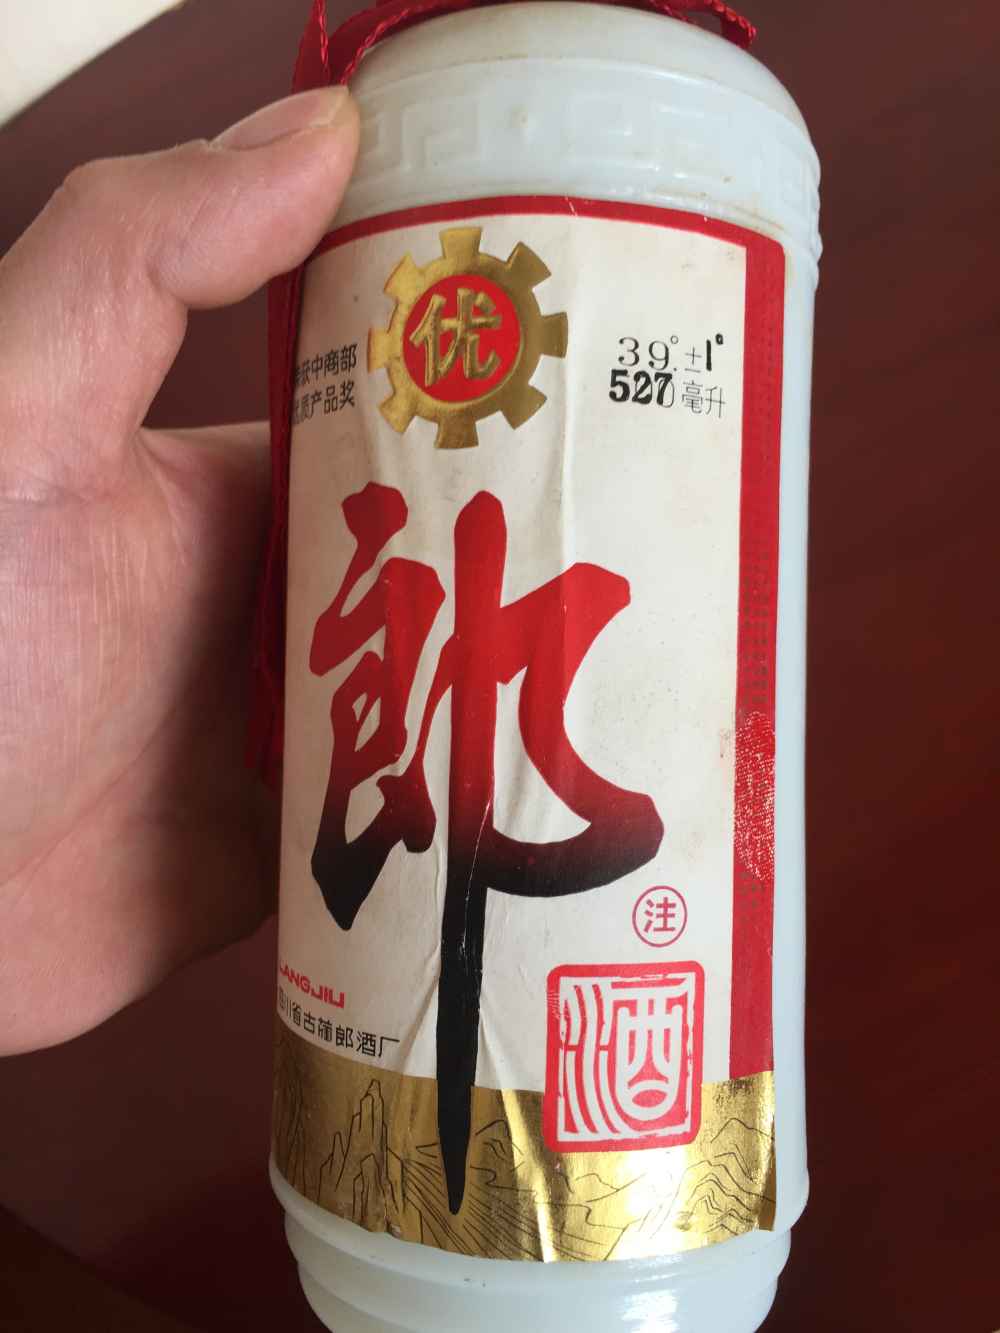 优
荣获中商部
优质产品奖
39°±1°
527毫升
郎
注
酒
LANGJIU
四川省古蔺郎酒厂